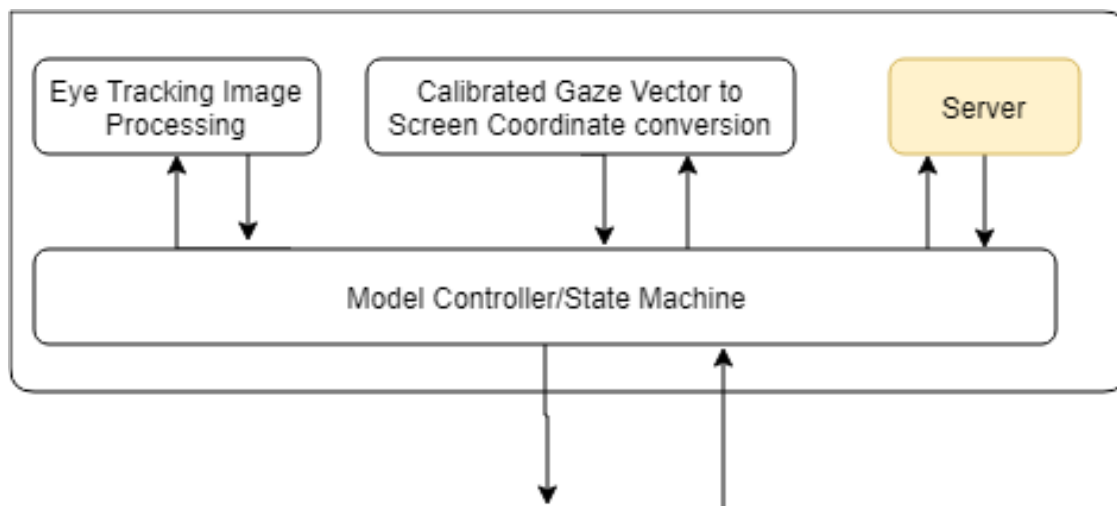 Eye Tracking Image
Processing
Calibrated Gaze Vector to
Screen Coordinate conversion
Server
Model Controller/State Machine